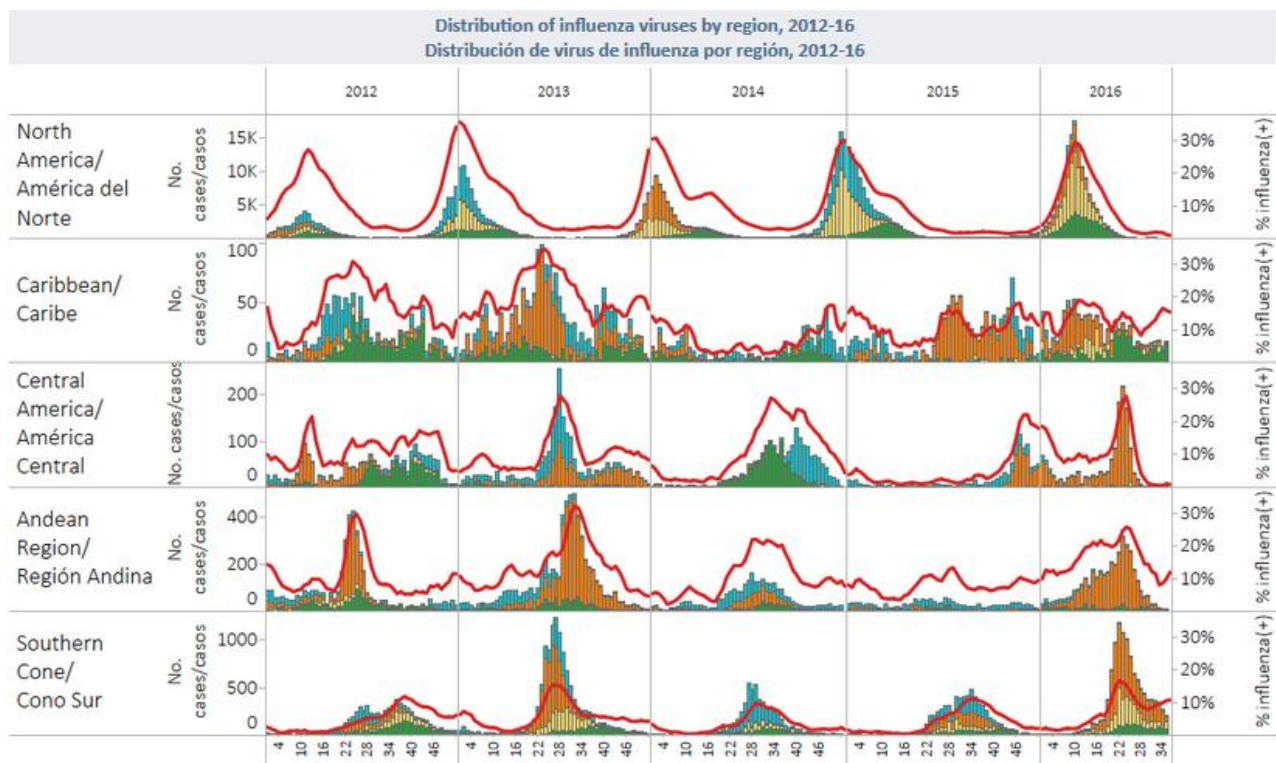 Distribution of influenza viruses by region, 2012-16
Distribución de virus de influenza por región, 2012-16
2012 2013 2014 2015 2016
North
America/
América del
Norte
No.
cases/casos
15K
10K
5K
30%
20%
10%
% influenza(+)
Caribbean/
Caribe
No.
cases/casos
100
50
0
30%
20%
10%
% influenza(+)
Central
America/
América
Central
No. cases/casos
200
100
0
30%
20%
10%
% influenza(+)
Andean
Region/
Región Andina
No.
cases/casos
400
200
0
30%
20%
10%
% influenza(+)
Southern
Cone/
Cono Sur
No.
cases/casos
1000
500
0
30%
20%
10%
% influenza(+)
4 10 16 22 28 34 40 46 4 10 16 22 28 34 40 46 4 10 16 22 28 34 40 46 4 10 16 22 28 34 40 46 4 10 16 22 28 34